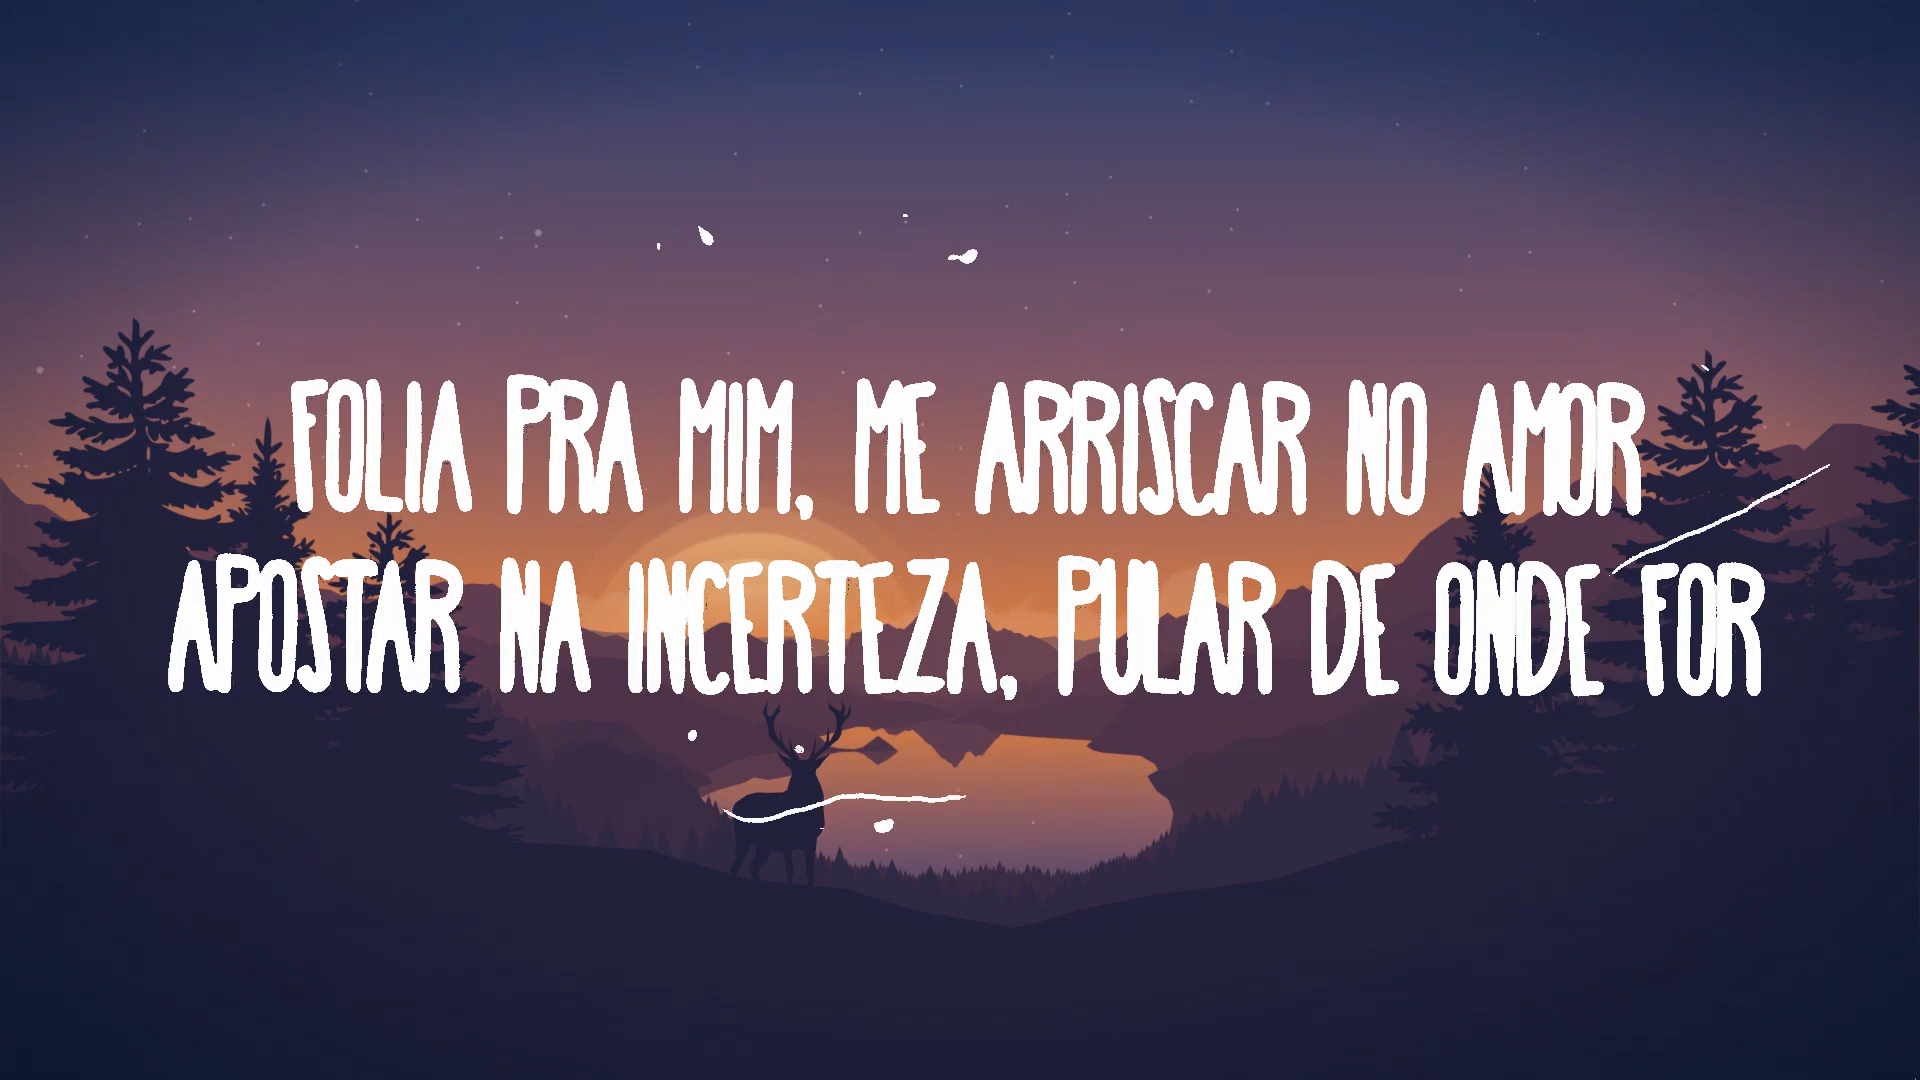 FOLIA PRA MIM, ME ARRISCAR NO AMOR
APOSTAR NA INCERTEZA, PULAR DE ONDE FOR